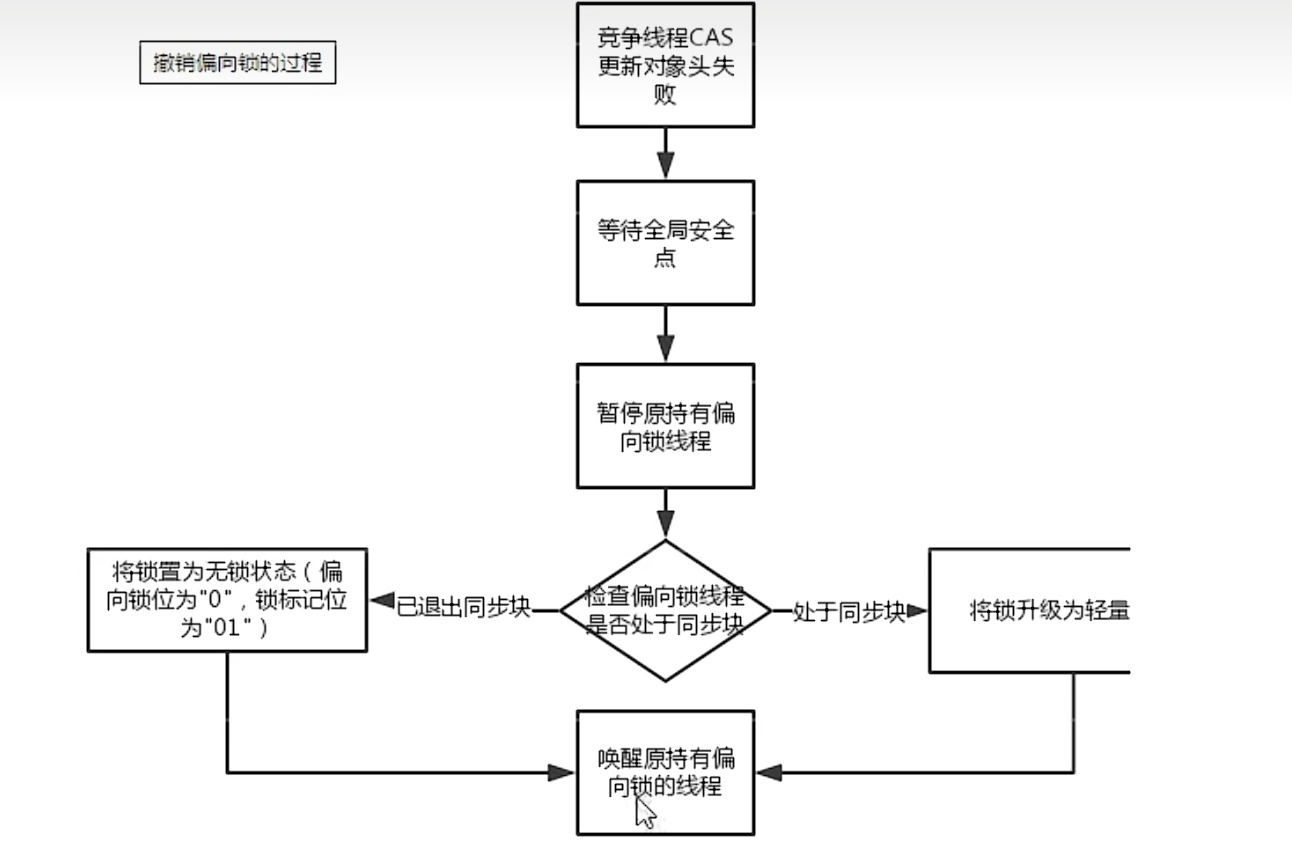 撤销偏向锁的过程
竞争线程CAS
更新对象头失
败
等待全局安全
点
暂停原持有偏
向锁线程
将锁置为无锁状态（偏
向锁位为"0"，锁标记位
为"01"）
已退出同步块
检查偏向锁线程
是否处于同步块
处于同步块
将锁升级为轻量
唤醒原持有偏
向锁的线程